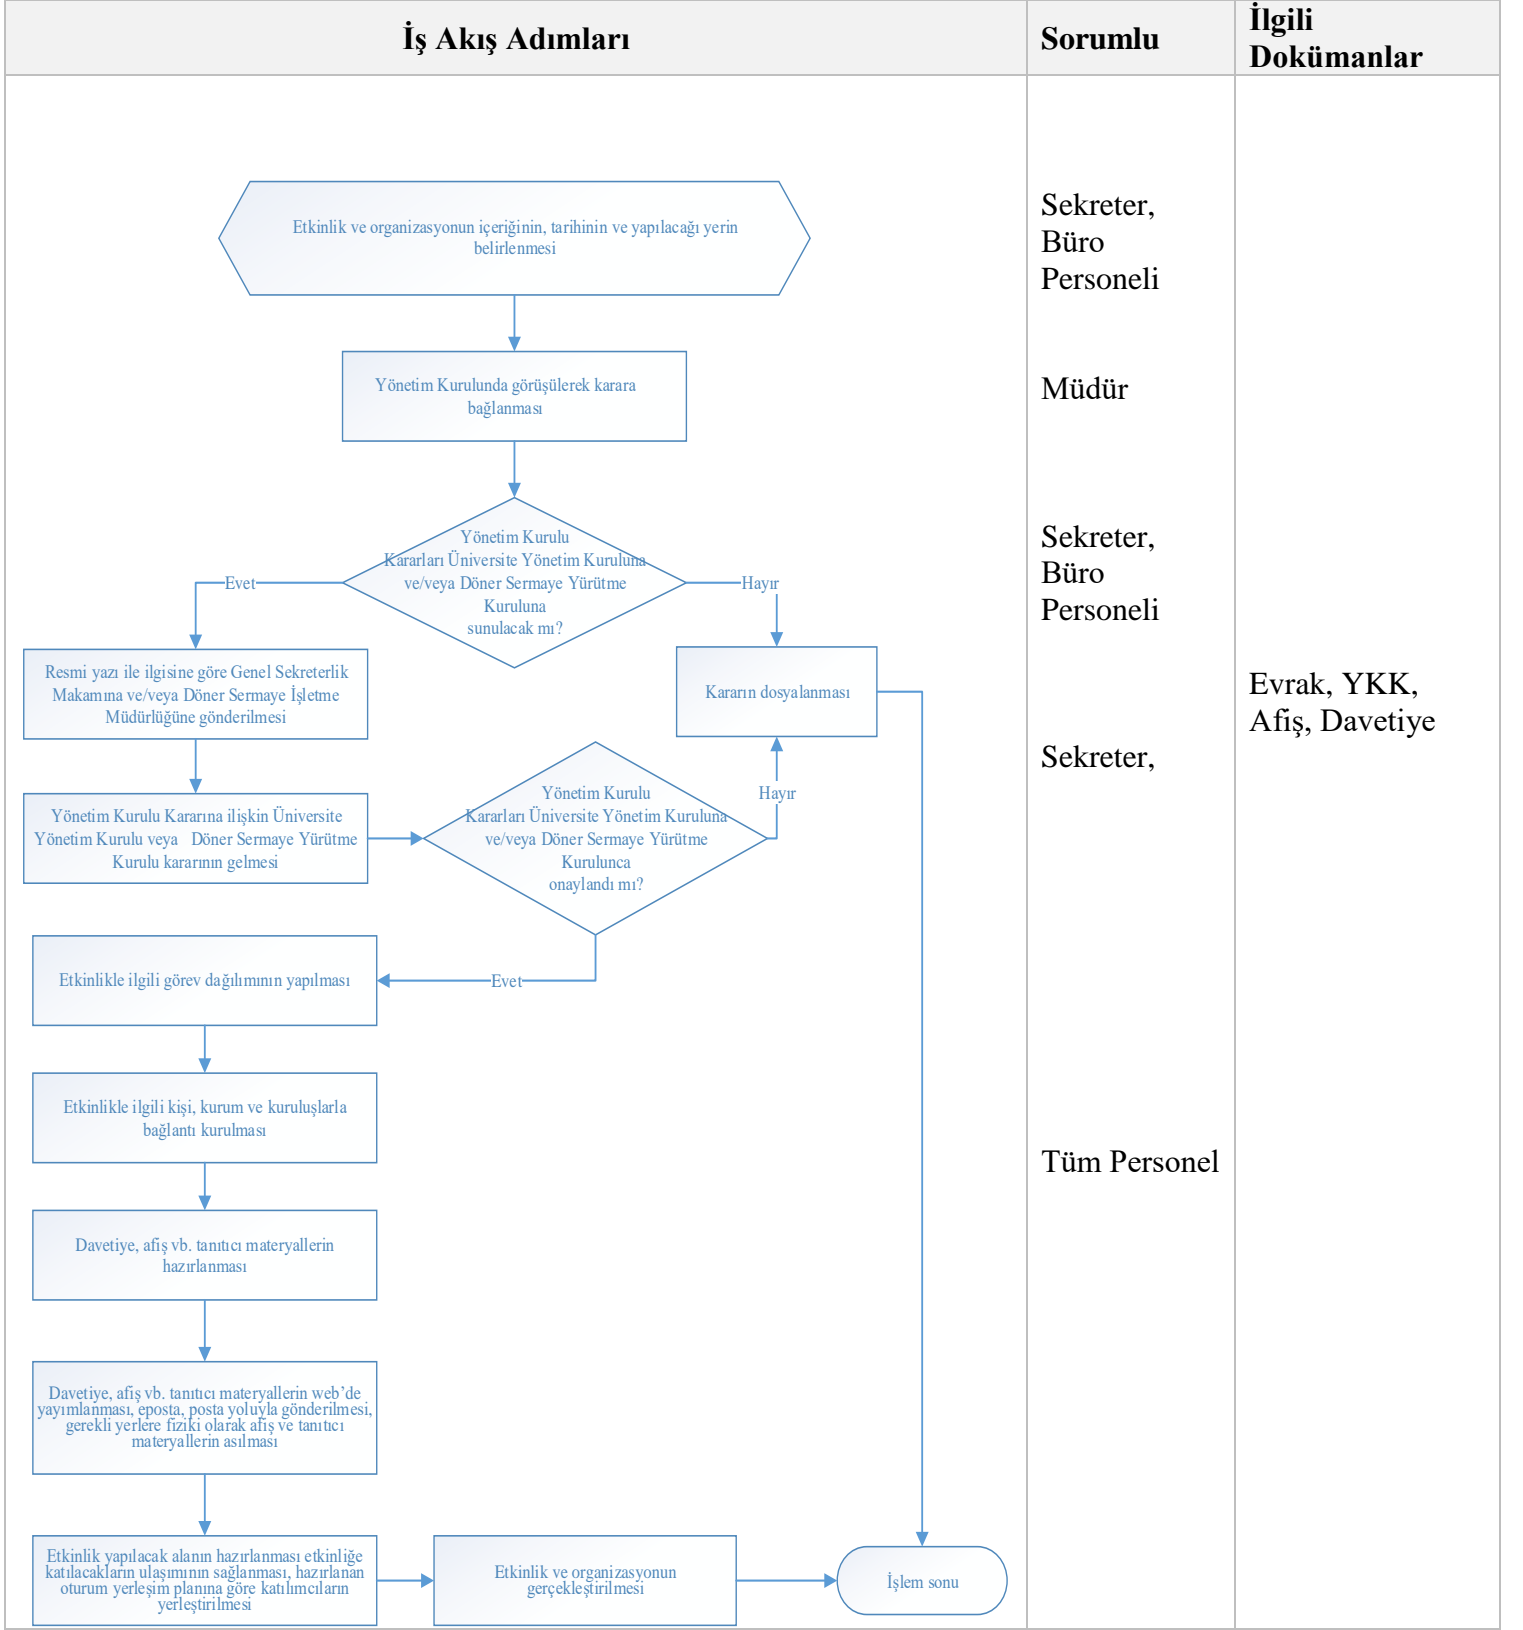 İş Akış Adımları
Sorumlu
İlgili
Dokümanlar
Etkinlik ve organizasyonun içeriğinin, tarihinin ve yapılacağı yerin
belirlenmesi
Sekreter,
Büro
Personeli
Yönetim Kurulunda görüşülerek karara
bağlanması
Müdür
Yönetim Kurulu
Kararları Üniversite Yönetim Kuruluna
ve/veya Döner Sermaye Yürütme
Kuruluna
sunulacak mı?
Evet
Hayır
Sekreter,
Büro
Personeli
Resmi yazı ile ilgisine göre Genel Sekreterlik
Makamına ve/veya Döner Sermaye İşletme
Müdürlüğüne gönderilmesi
Kararın dosyalanması
Evrak, YKK,
Afiş, Davetiye
Sekreter,
Yönetim Kurulu Kararına ilişkin Üniversite
Yönetim Kurulu veya Döner Sermaye Yürütme
Kurulu kararının gelmesi
Yönetim Kurulu
Kararları Üniversite Yönetim Kuruluna
ve/veya Döner Sermaye Yürütme
Kurulunca
onaylandı mı?
Hayır
Evet
Etkinlikle ilgili görev dağılımının yapılması
Etkinlikle ilgili kişi, kurum ve kuruluşlarla
bağlantı kurulması
Tüm Personel
Davetiye, afiş vb. tanıtıcı materyallerin
hazırlanması
Davetiye, afiş vb. tanıtıcı materyallerin web’de
yayımlanması, eposta, posta yoluyla gönderilmesi,
gerekli yerlere fiziki olarak afiş ve tanıtıcı
materyallerin asılması
Etkinlik yapılacak alanın hazırlanması etkinliğe
katılacakların ulaşımının sağlanması, hazırlanan
oturum yerleşim planına göre katılımcıların
yerleştirilmesi
Etkinlik ve organizasyonun
gerçekleştirilmesi
İşlem sonu